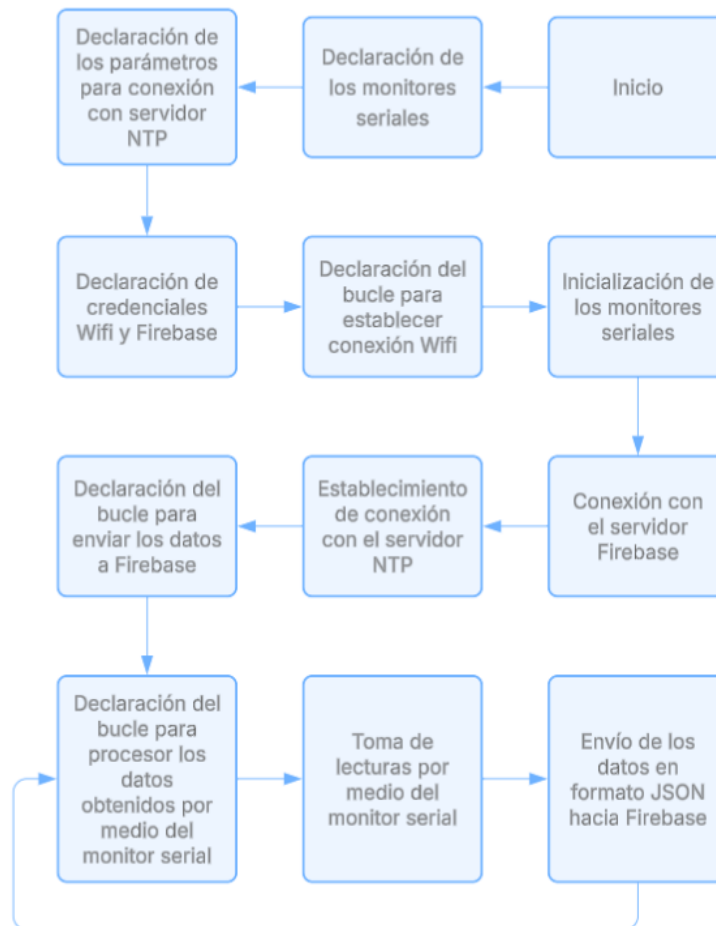 Declaración de
los parámetros
para conexión
con servidor
NTP
Declaración de
los monitores
seriales
Inicio
Declaración de
credenciales
Wifi y Firebase
Declaración del
bucle para
establecer
conexión Wifi
Inicialización de
los monitores
seriales
Declaración del
bucle para
enviar los datos
a Firebase
Establecimiento
de conexión
con el servidor
NTP
Conexión con
el servidor
Firebase
Declaración del
bucle para
procesor los
datos
obtenidos por
medio del
monitor serial
Toma de
lecturas por
medio del
monitor serial
Envío de los
datos en
formato JSON
hacia Firebase